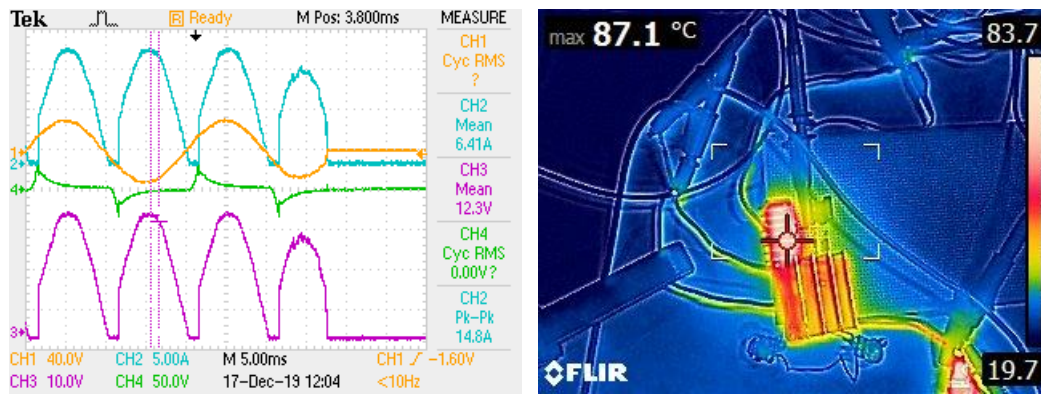 Tek Ready M Pos: 3.800ms MEASURE
CH1
Cyc RMS
?
CH2
Mean
6.41A
CH3
Mean
12.3V
CH4
Cyc RMS
0.00V?
CH2
Pk-Pk
14.8A
1
2
4
3
CH1 40.0V CH2 5.00A M 5.00ms CH1 -1.60V
CH3 10.0V CH4 50.0V 17-Dec-19 12:04 <10Hz
max 87.1 °C
83.7
19.7
FLIR